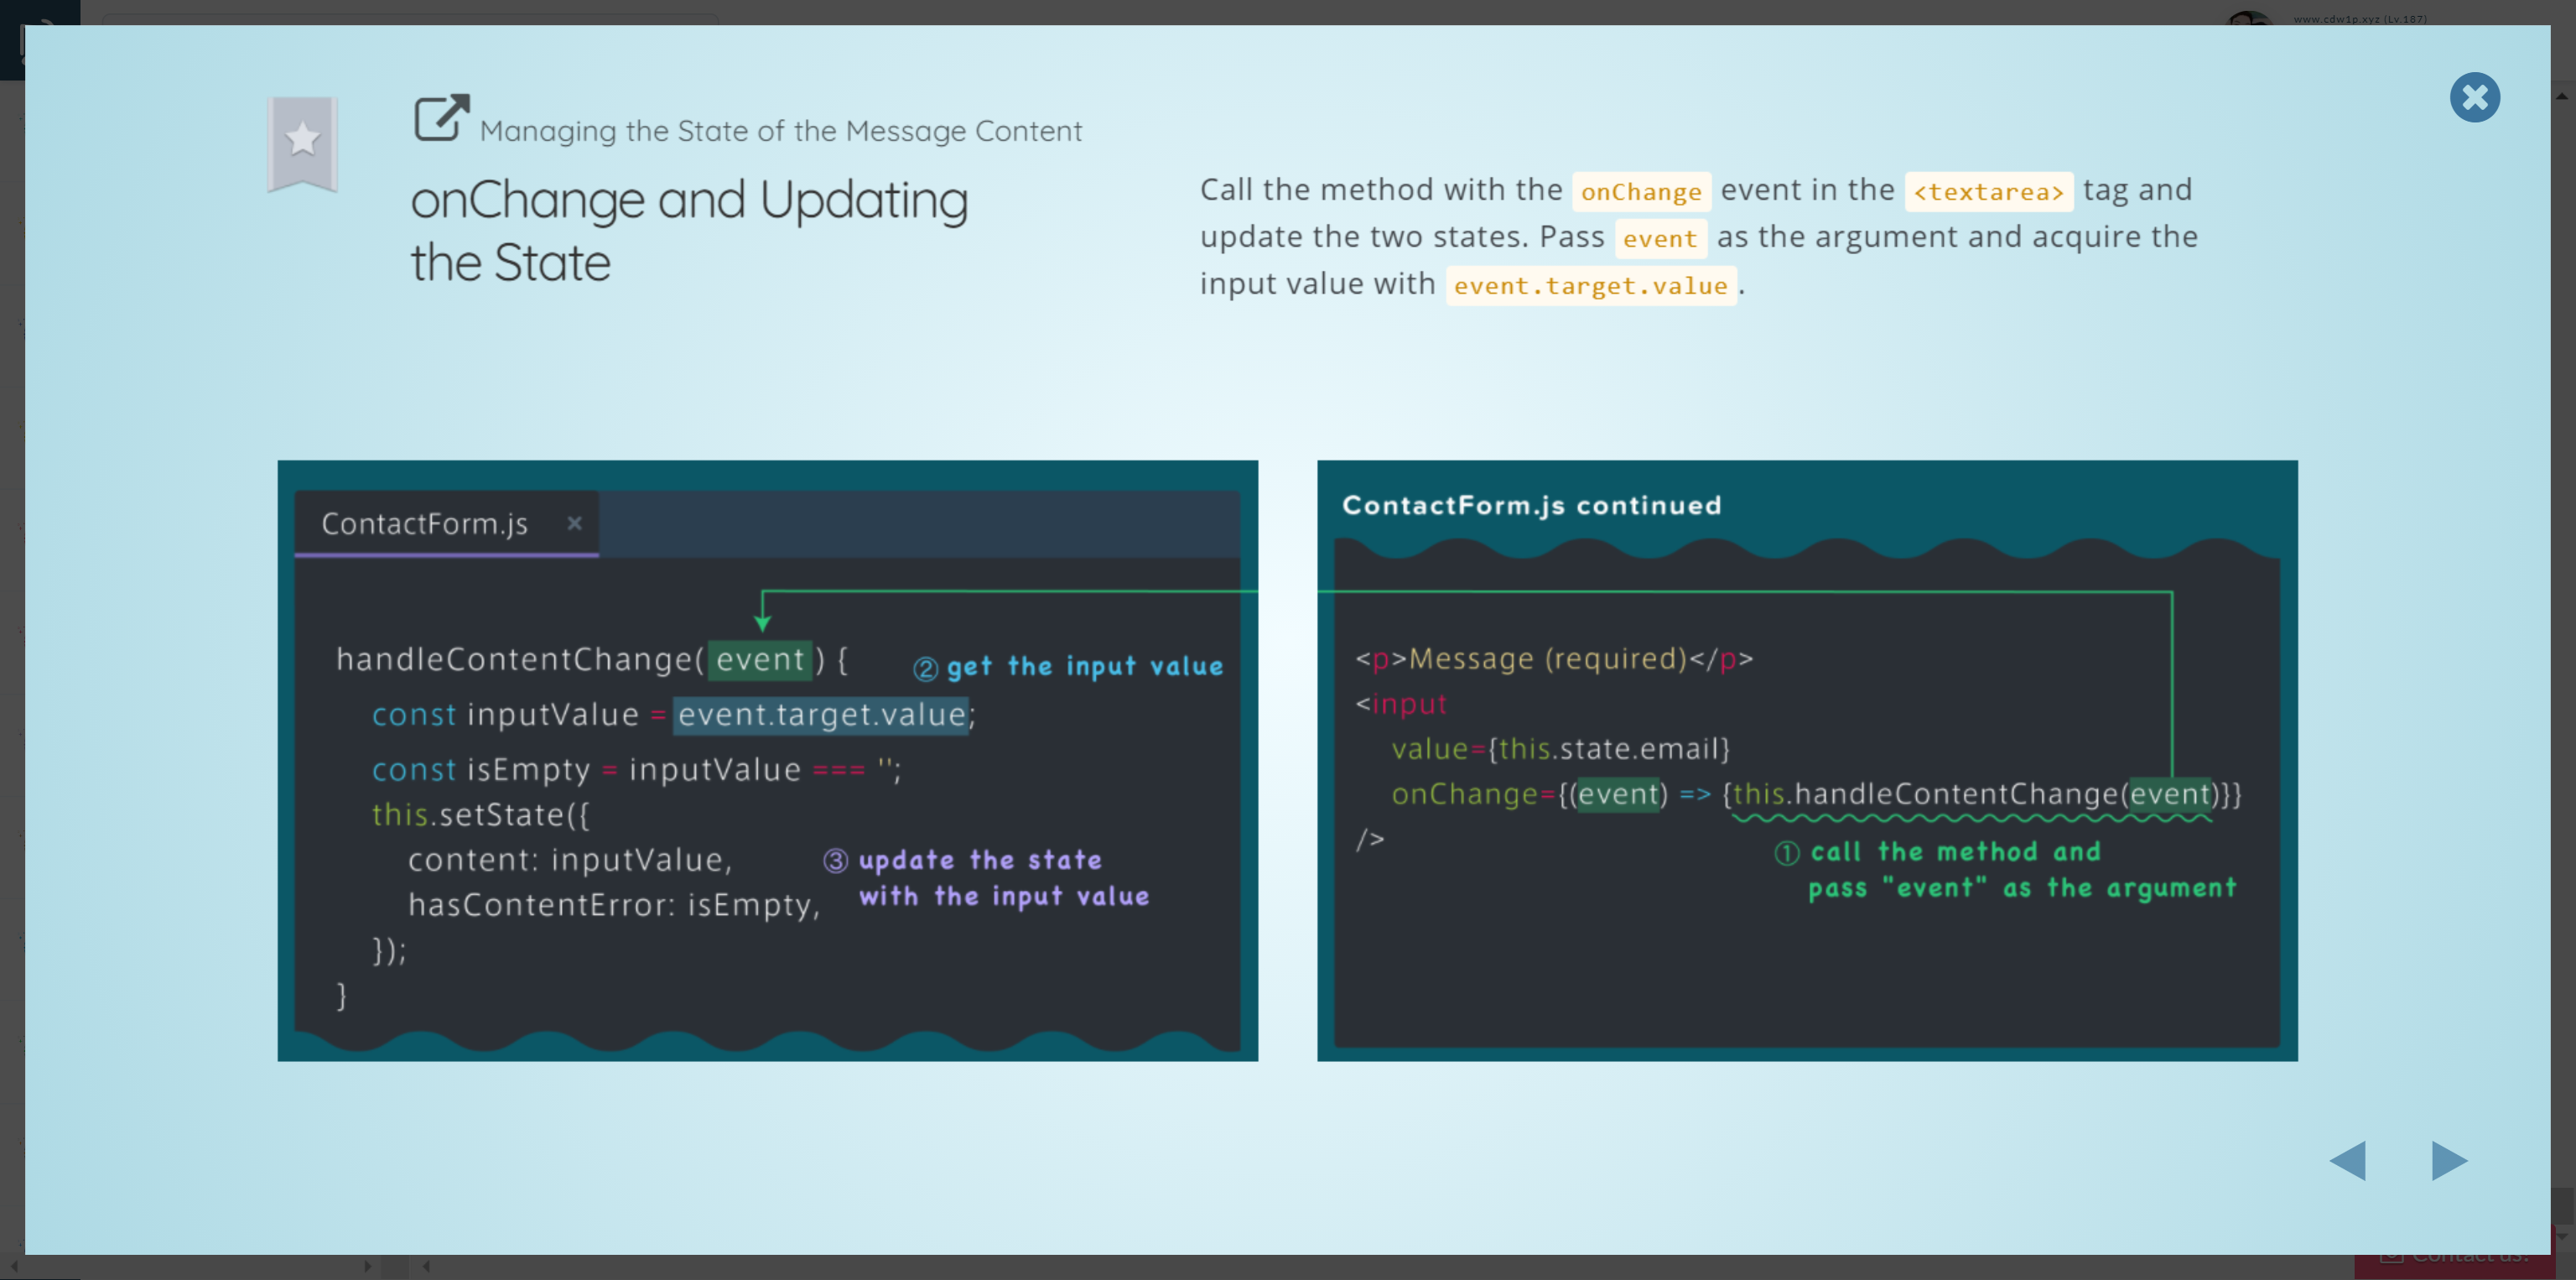 www.cdw1p.xyz (Lv.187)
Managing the State of the Message Content
onChange and Updating
the State
Call the method with the onChange event in the <textarea> tag and
update the two states. Pass event as the argument and acquire the
input value with event.target.value .
ContactForm.js ×
handleContentChange( event ) {
② get the input value
const inputValue = event.target.value;
const isEmpty = inputValue === '';
this.setState({
content: inputValue,
hasContentError: isEmpty,
③ update the state
with the input value
});
}
ContactForm.js continued
<p>Message (required)</p>
<input
value={this.state.email}
onChange={(event) => {this.handleContentChange(event)}}
/>
① call the method and
pass "event" as the argument
Contact us!